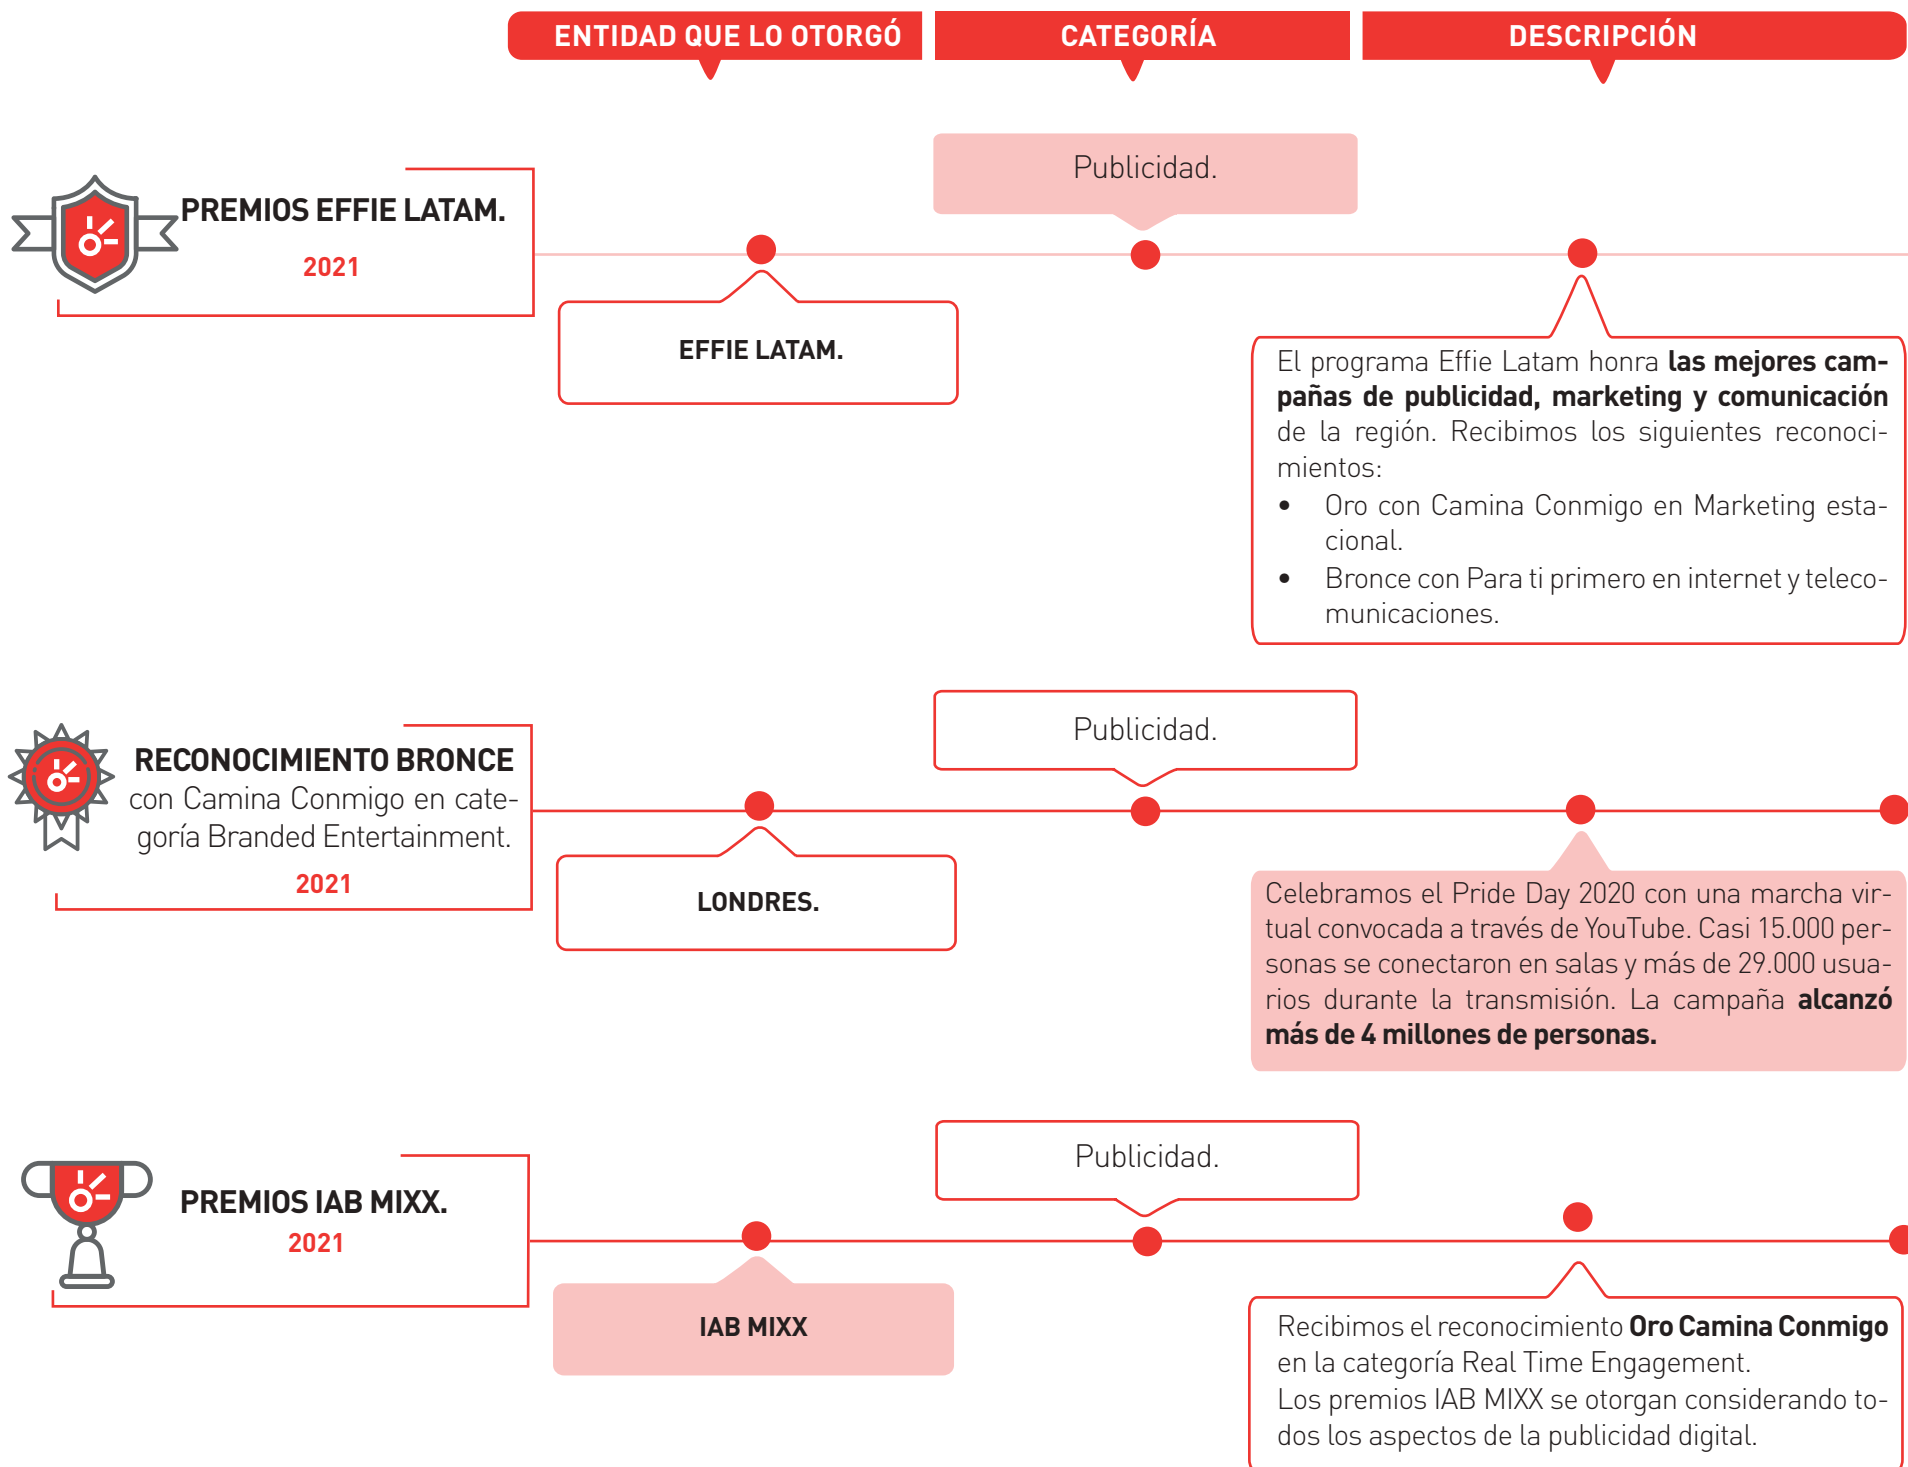 ENTIDAD QUE LO OTORGÓ
CATEGORÍA
DESCRIPCIÓN
PREMIOS EFFIE LATAM.
2021
EFFIE LATAM.
Publicidad.
El programa Effie Latam honra las mejores cam-
pañas de publicidad, marketing y comunicación
de la región. Recibimos los siguientes reconoci-
mientos:
• Oro con Camina Conmigo en Marketing esta-
cional.
• Bronce con Para ti primero en internet y teleco-
municaciones.
RECONOCIMIENTO BRONCE
con Camina Conmigo en cate-
goría Branded Entertainment.
2021
LONDRES.
Publicidad.
Celebramos el Pride Day 2020 con una marcha vir-
tual convocada a través de YouTube. Casi 15.000 per-
sonas se conectaron en salas y más de 29.000 usua-
rios durante la transmisión. La campaña alcanzó
más de 4 millones de personas.
PREMIOS IAB MIXX.
2021
IAB MIXX
Publicidad.
Recibimos el reconocimiento Oro Camina Conmigo
en la categoría Real Time Engagement.
Los premios IAB MIXX se otorgan considerando to-
dos los aspectos de la publicidad digital.